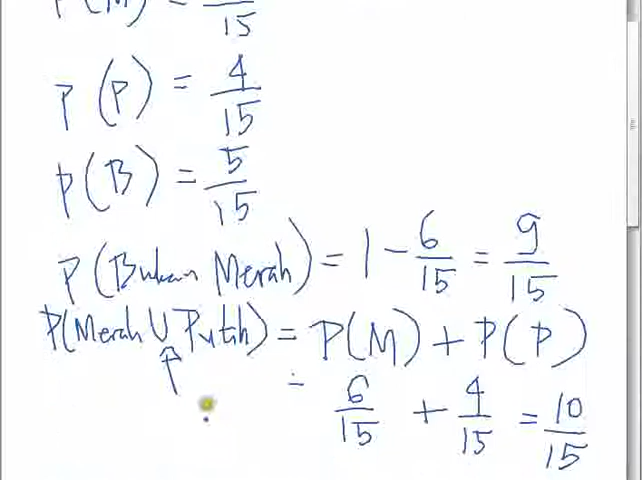 P(M) = /15
P(P) = 4/15
P(B) = 5/15
P(Bukan Merah) = 1 - 6/15 = 9/15
P(Merah ∪ Putih) = P(M) + P(P)
= 6/15 + 4/15 = 10/15